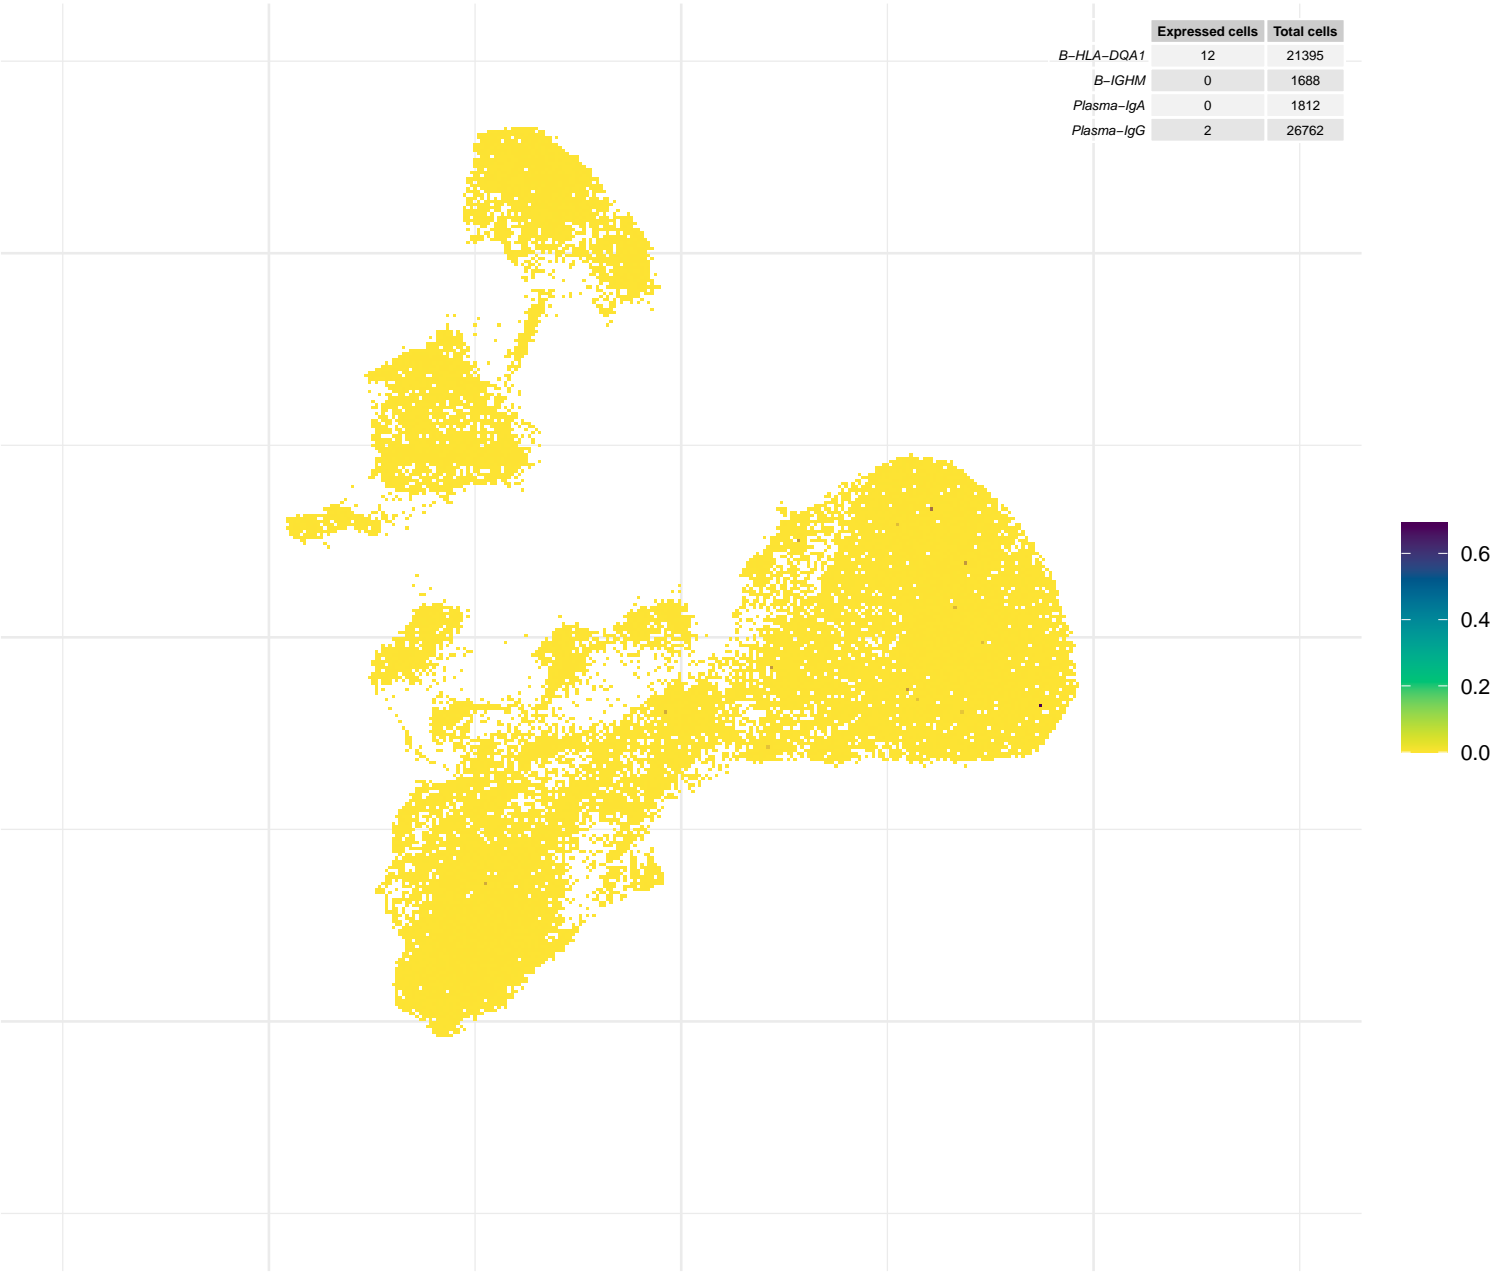 Expressed cells Total cells
B−HLA−DQA1 12 21395
B−IGHM 0 1688
Plasma−IgA 0 1812
Plasma−IgG 2 26762
0.6
0.4
0.2
0.0